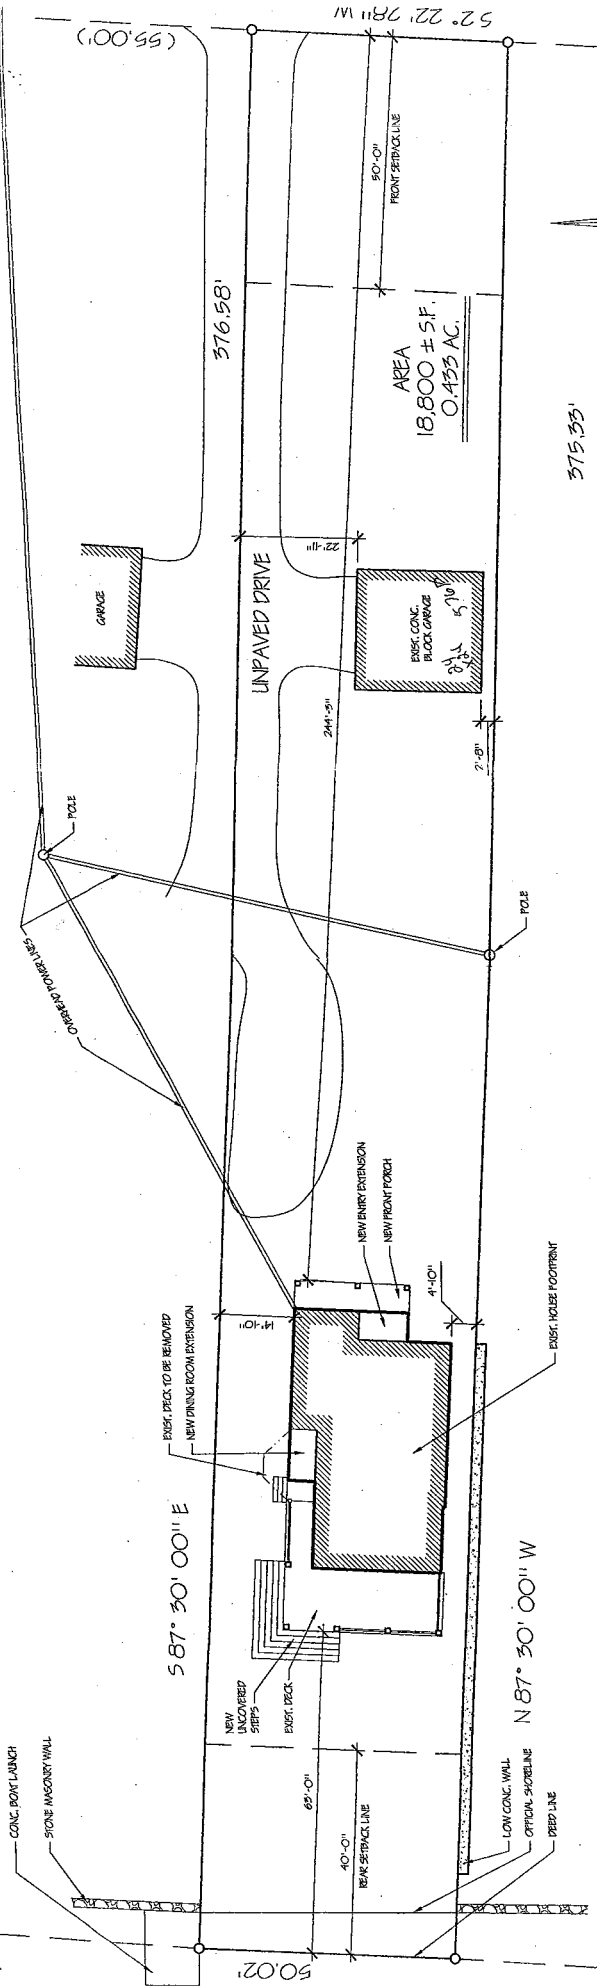 S 2° 22' 28" W
(55.00')
50'-0"
FRONT SETBACK LINE
376.58'
AREA
18,800 ± S.F.
0.433 AC.
375.33'
22'-11"
UNPAVED DRIVE
GARAGE
EXIST. CONC.
BLOCK GARAGE
576
244'-5"
2'-8"
POLE
OVERHEAD POWER LINES
POLE
NEW ENTRY EXTENSION
NEW FRONT PORCH
4'-10"
14'-10"
EXIST. DECK TO BE REMOVED
NEW DINING ROOM EXTENSION
EXIST. HOUSE FOOTPRINT
S 87° 30' 00" E
N 87° 30' 00" W
NEW
UNCOVERED
STEPS
EXIST. DECK
63'-0"
40'-0"
REAR SETBACK LINE
CONC. BOAT LAUNCH
STONE MASONRY WALL
LOW CONC. WALL
OFFICIAL SHORELINE
DEED LINE
50.02'